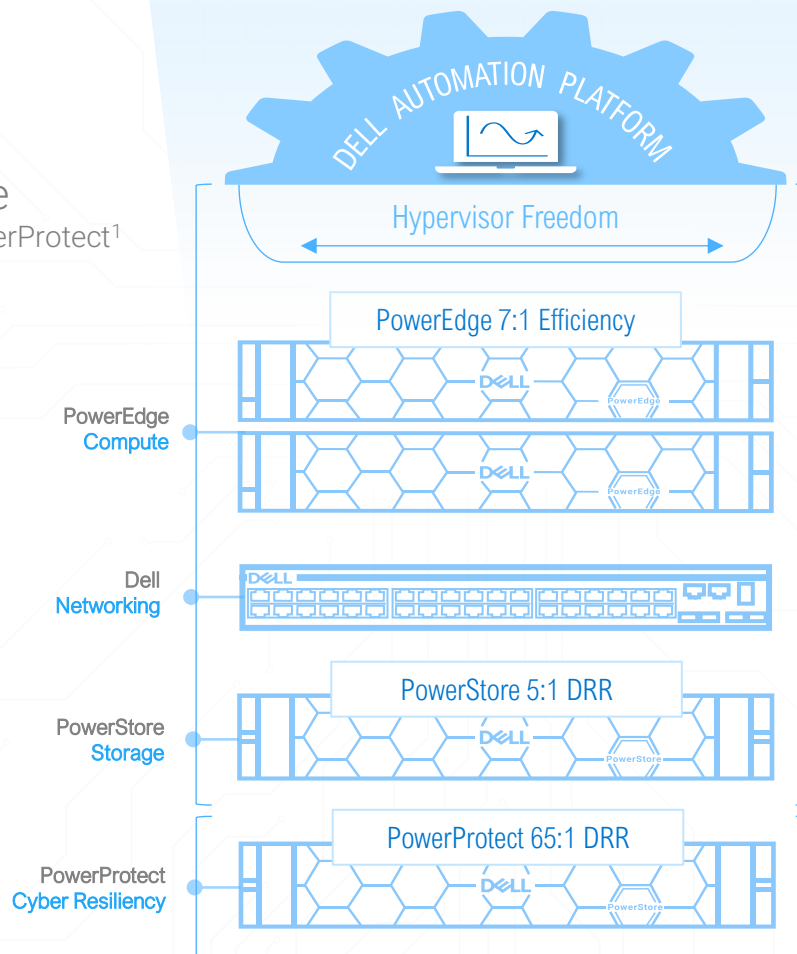 DELL AUTOMATION PLATFORM
e
erProtect1
Hypervisor Freedom
PowerEdge 7:1 Efficiency
DELL
PowerEdge
PowerEdge
Compute
DELL
PowerEdge
DELL
Dell
Networking
PowerStore 5:1 DRR
DELL
PowerStore
PowerStore
Storage
PowerProtect 65:1 DRR
DELL
PowerStore
PowerProtect
Cyber Resiliency